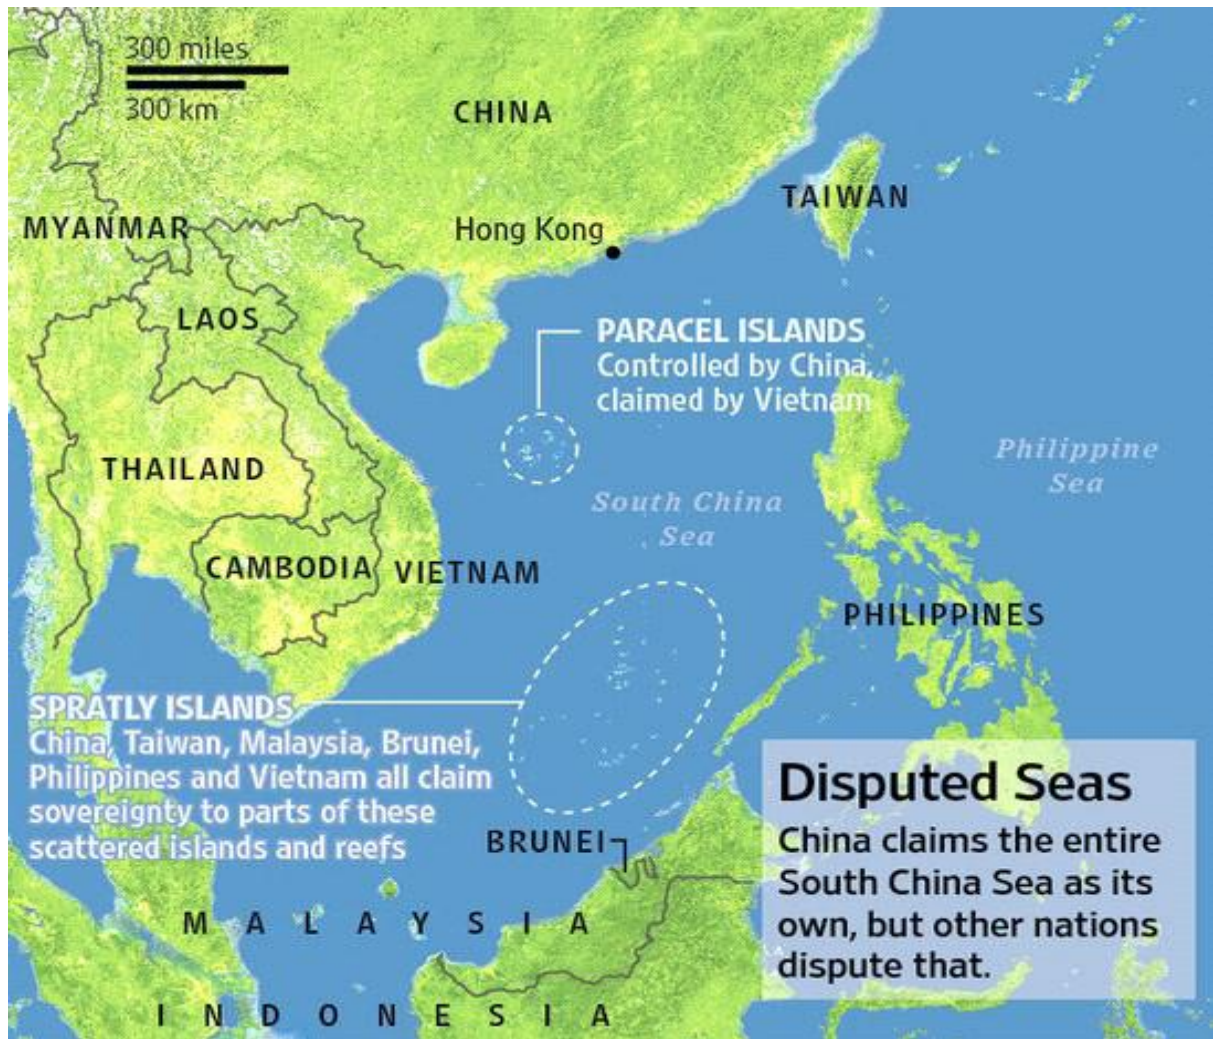 300 miles
300 km
CHINA
TAIWAN
MYANMAR
Hong Kong
LAOS
PARACEL ISLANDS
Controlled by China,
claimed by Vietnam
THAILAND
Philippine
Sea
South China
Sea
CAMBODIA
VIETNAM
PHILIPPINES
SPRATLY ISLANDS
China, Taiwan, Malaysia, Brunei,
Philippines and Vietnam all claim
sovereignty to parts of these
scattered islands and reefs
BRUNEI
MALAYSIA
INDONESIA
Disputed Seas
China claims the entire
South China Sea as its
own, but other nations
dispute that.